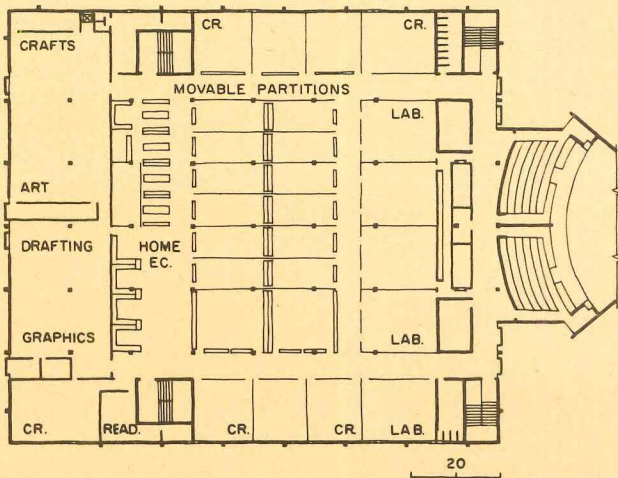 CR.
CR.
CRAFTS
MOVABLE PARTITIONS
LAB.
ART
DRAFTING
HOME
EC.
GRAPHICS
LAB.
CR.
READ.
CR.
CR.
LAB.
20